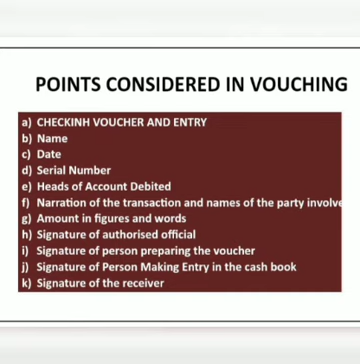 POINTS CONSIDERED IN VOUCHING
a) CHECKINH VOUCHER AND ENTRY
b) Name
c) Date
d) Serial Number
e) Heads of Account Debited
f) Narration of the transaction and names of the party involve
g) Amount in figures and words
h) Signature of authorised official
i) Signature of person preparing the voucher
j) Signature of Person Making Entry in the cash book
k) Signature of the receiver